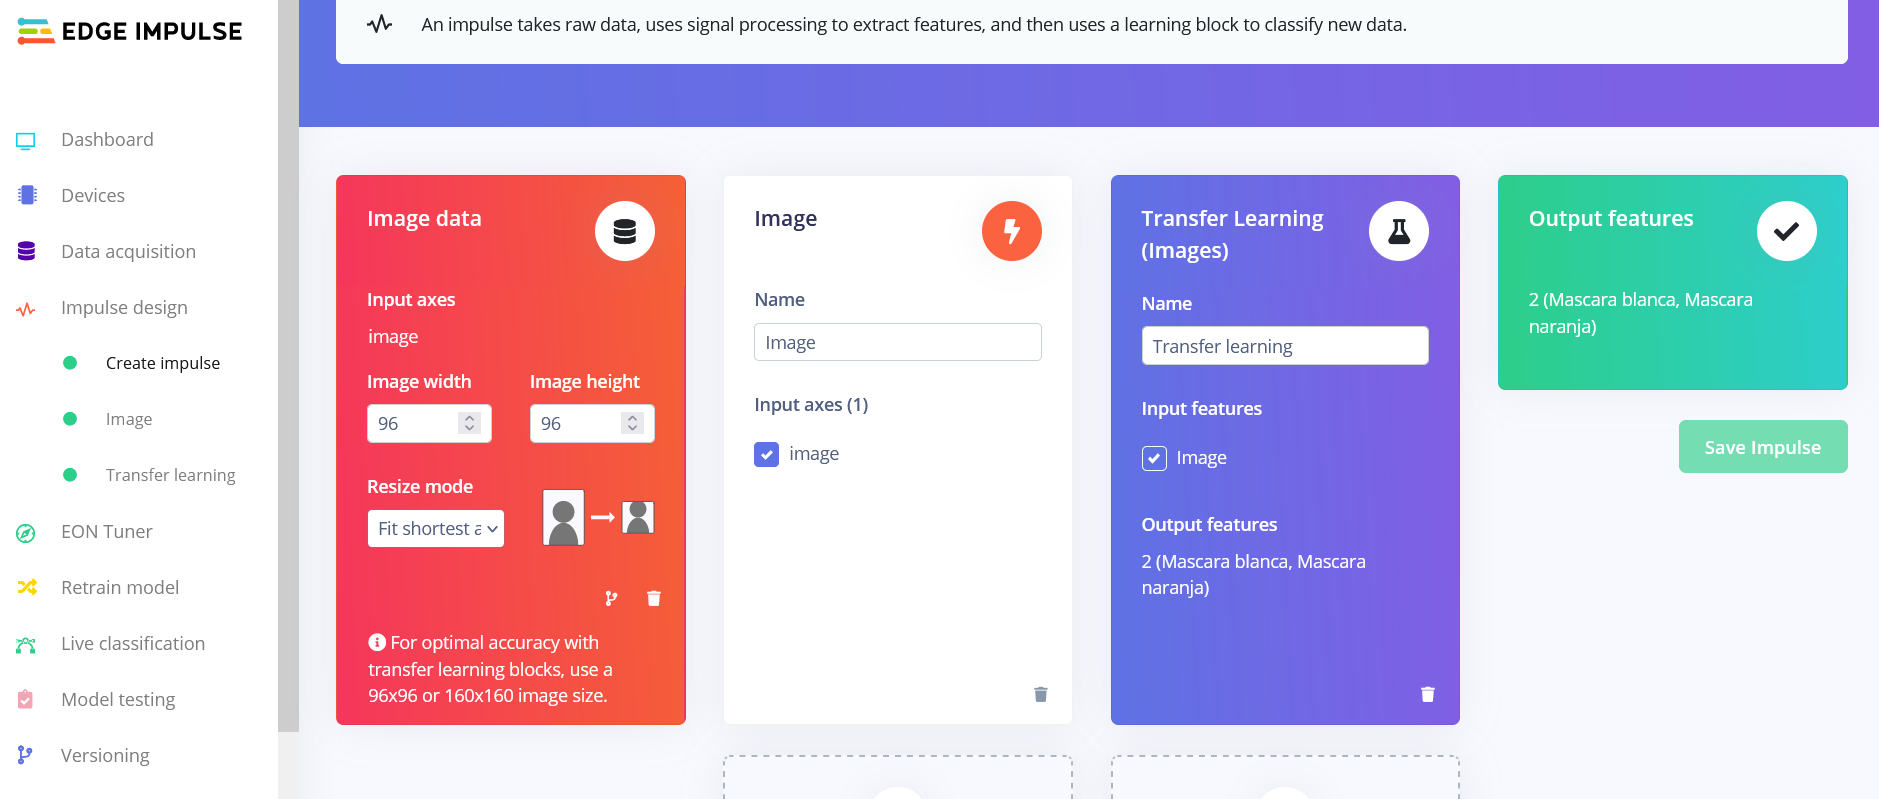 EDGE IMPULSE
An impulse takes raw data, uses signal processing to extract features, and then uses a learning block to classify new data.
Dashboard
Devices
Data acquisition
Impulse design
Create impulse
Image
Transfer learning
EON Tuner
Retrain model
Live classification
Model testing
Versioning
Image data
Input axes
image
Image width
Image height
96
96
Resize mode
Fit shortest a
For optimal accuracy with
transfer learning blocks, use a
96x96 or 160x160 image size.
Image
Name
Image
Input axes (1)
image
Transfer Learning
(Images)
Name
Transfer learning
Input features
Image
Output features
2 (Mascara blanca, Mascara
naranja)
Output features
2 (Mascara blanca, Mascara
naranja)
Save Impulse